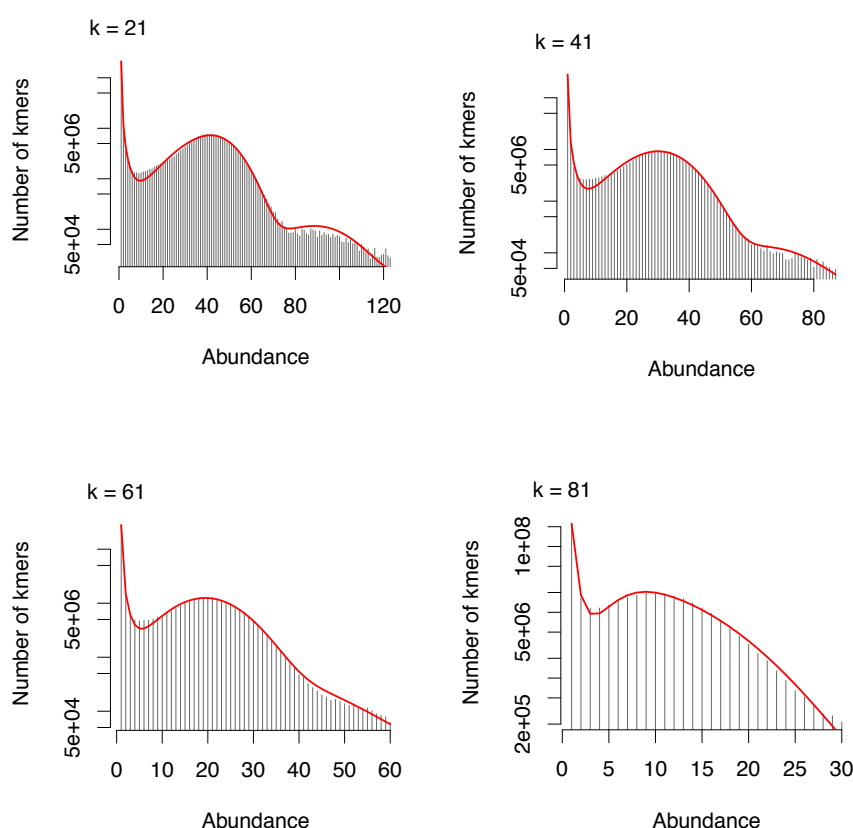 k = 21
Number of kmers
5e+06
5e+04
0 20 40 60 80 120
Abundance
k = 41
Number of kmers
5e+06
5e+04
0 20 40 60 80
Abundance
k = 61
Number of kmers
5e+06
5e+04
0 10 20 30 40 50 60
Abundance
k = 81
Number of kmers
1e+08
5e+06
2e+05
0 5 10 15 20 25 30
Abundance